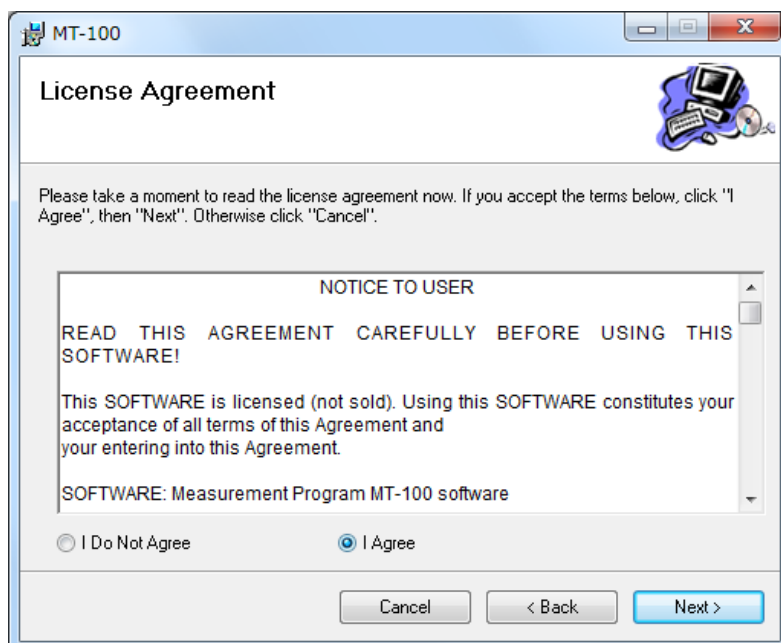 MT-100
License Agreement
Please take a moment to read the license agreement now. If you accept the terms below, click "I
Agree", then "Next". Otherwise click "Cancel".
NOTICE TO USER
READ THIS AGREEMENT CAREFULLY BEFORE USING THIS
SOFTWARE!
This SOFTWARE is licensed (not sold). Using this SOFTWARE constitutes your
acceptance of all terms of this Agreement and
your entering into this Agreement.
SOFTWARE: Measurement Program MT-100 software
I Do Not Agree
I Agree
Cancel
< Back
Next >